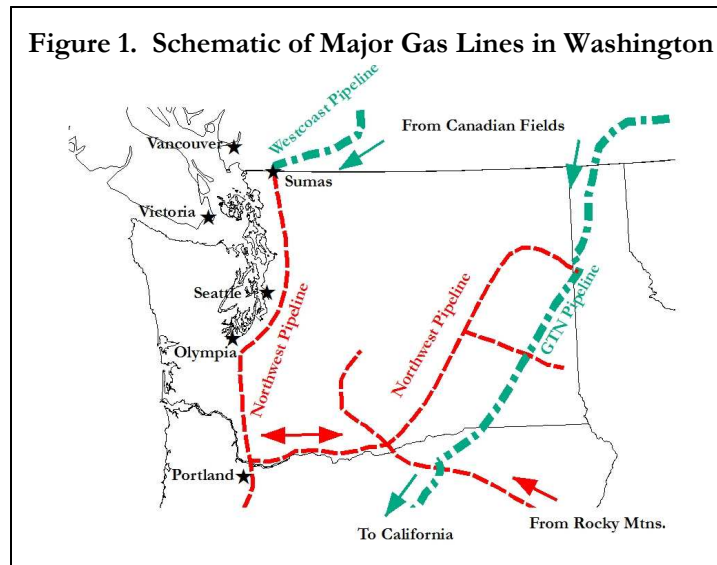 Figure 1. Schematic of Major Gas Lines in Washington
Westcoast Pipeline
From Canadian Fields
Vancouver
Sumas
Victoria
Seattle
Northwest Pipeline
Northwest Pipeline
GTN Pipeline
Olympia
Portland
From Rocky Mtns.
To California